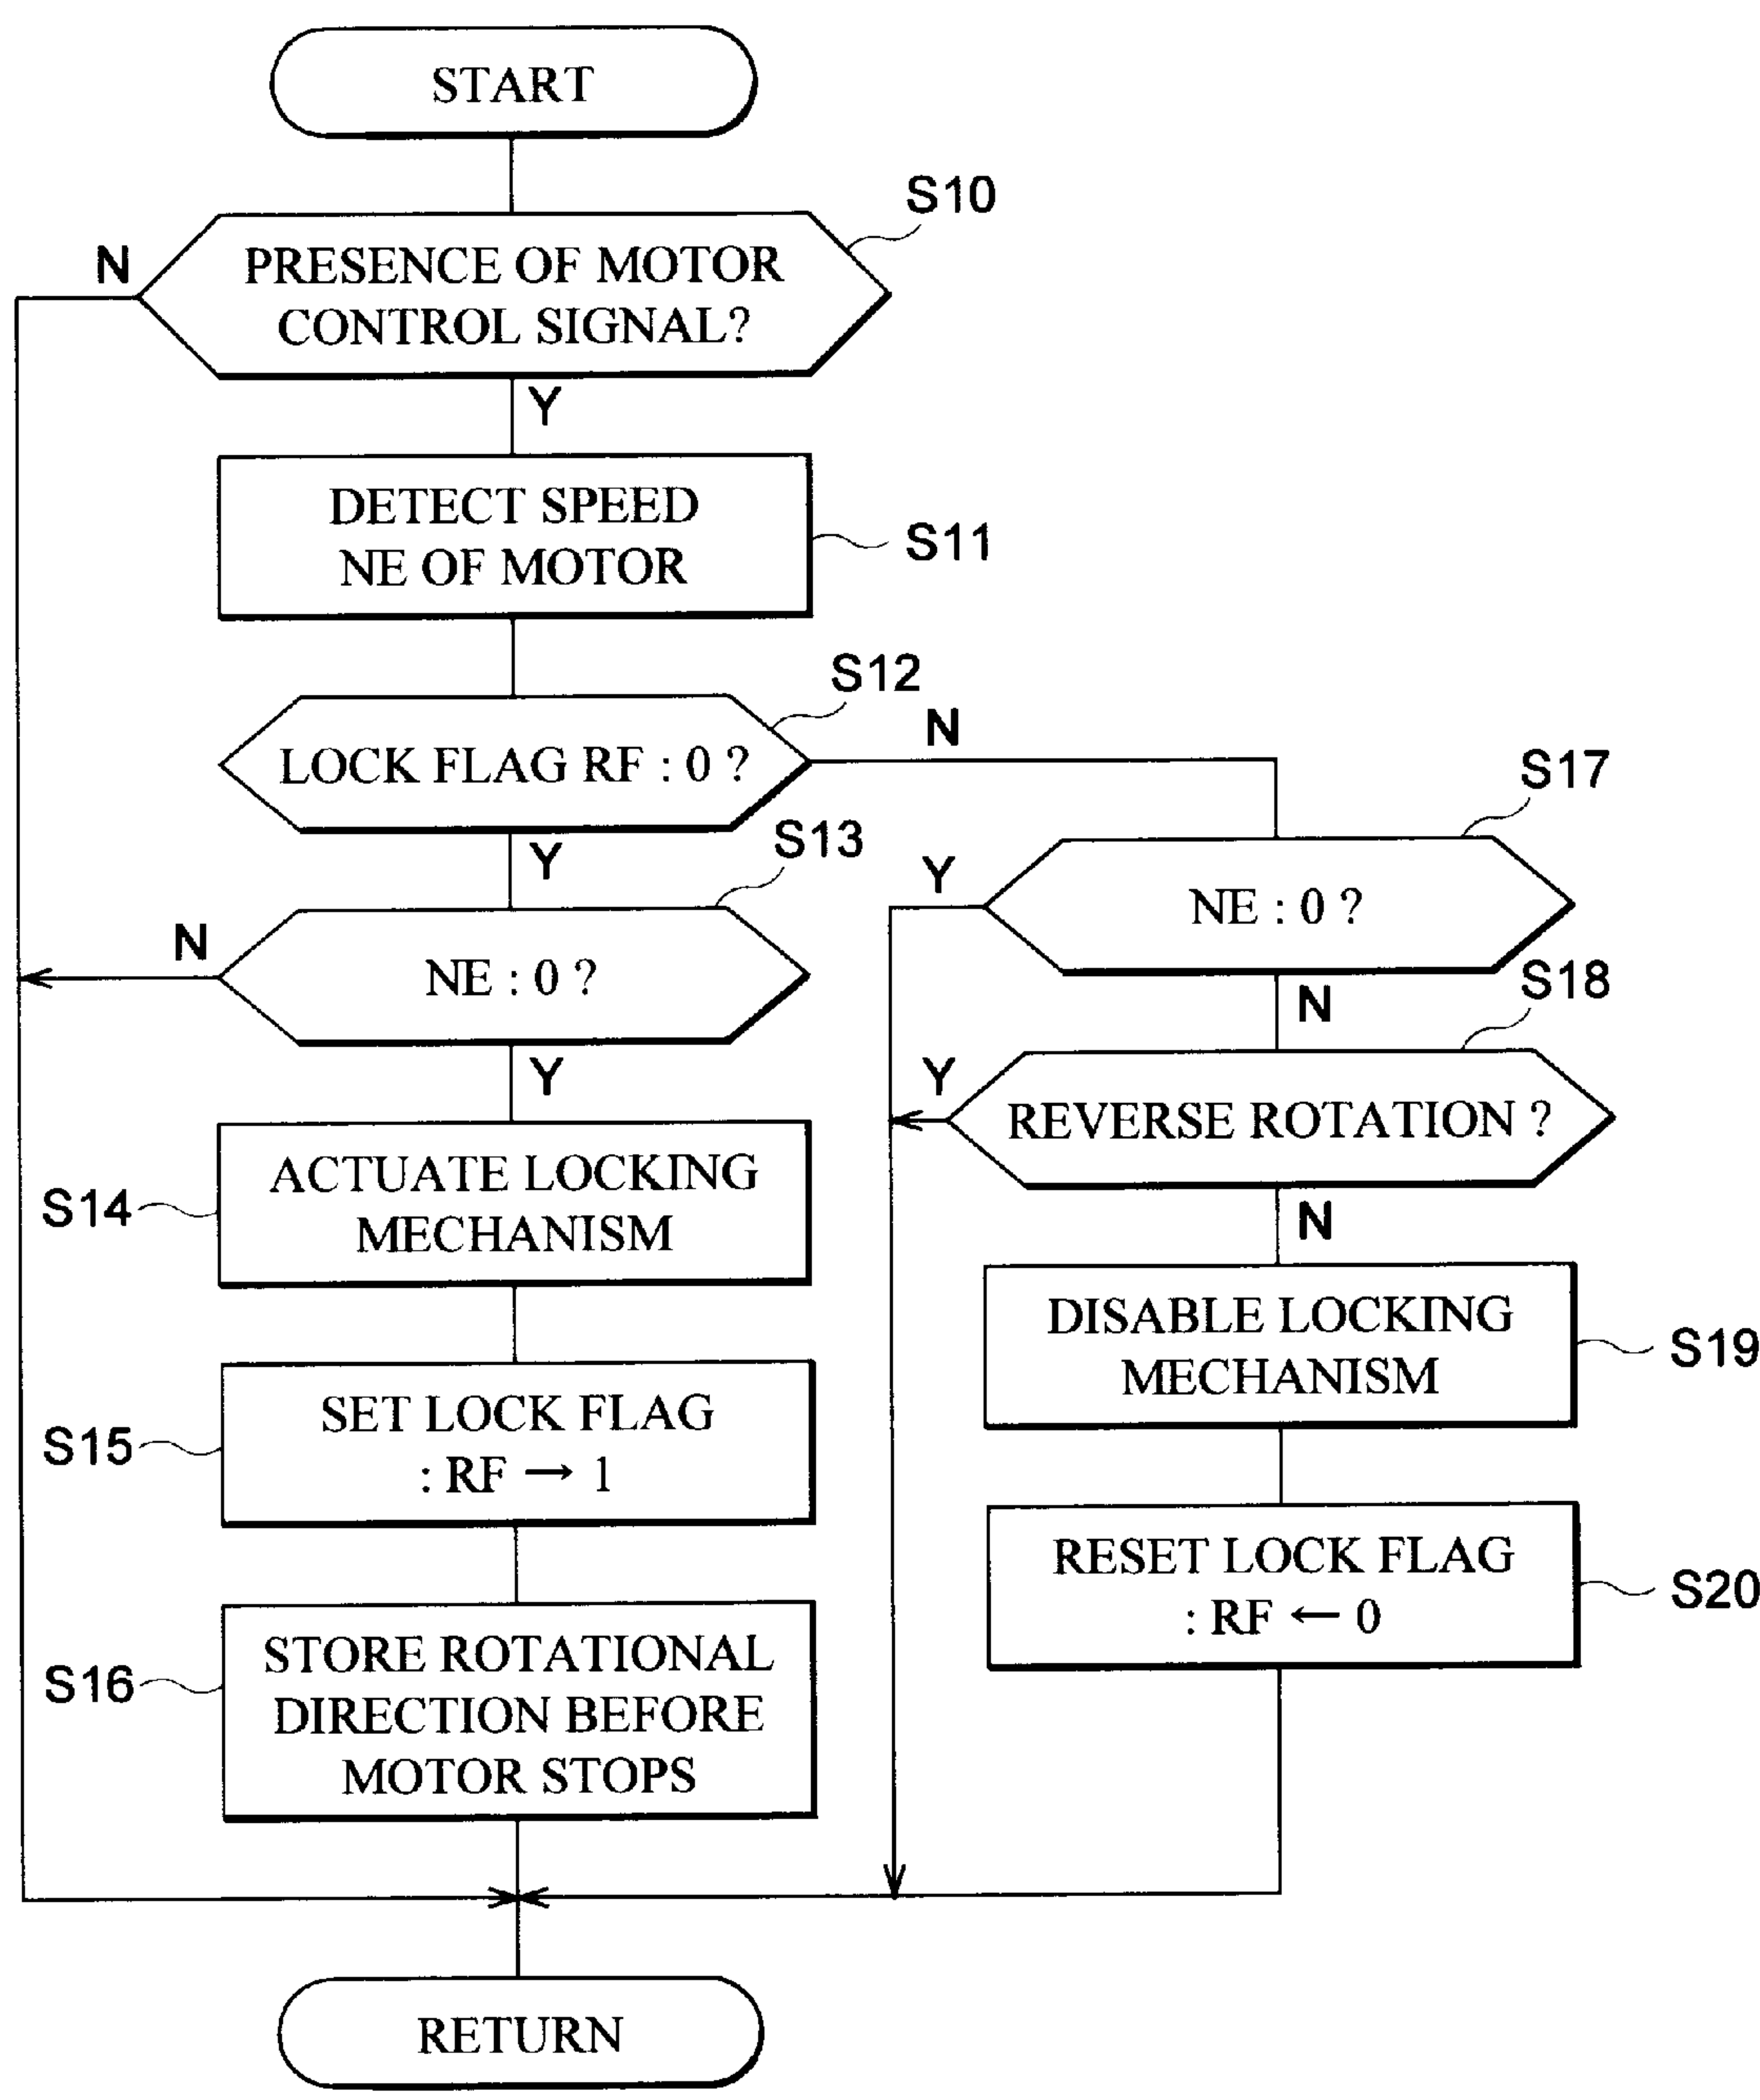 START
S10
N
PRESENCE OF MOTOR
CONTROL SIGNAL?
Y
DETECT SPEED
NE OF MOTOR
S11
S12
LOCK FLAG RF : 0 ?
N
Y
S13
NE : 0 ?
N
Y
S14
ACTUATE LOCKING
MECHANISM
S15
SET LOCK FLAG
: RF → 1
S16
STORE ROTATIONAL
DIRECTION BEFORE
MOTOR STOPS
S17
Y
NE : 0 ?
N
S18
Y
REVERSE ROTATION ?
N
DISABLE LOCKING
MECHANISM
S19
RESET LOCK FLAG
: RF ← 0
S20
RETURN